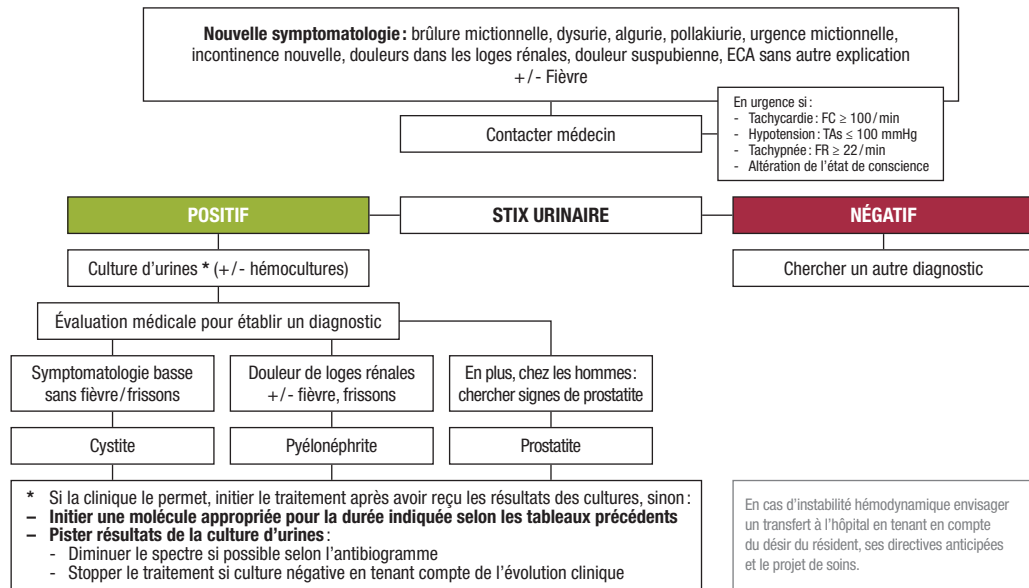 Nouvelle symptomatologie : brûlure mictionnelle, dysurie, algurie, pollakiurie, urgence mictionnelle,
incontinence nouvelle, douleurs dans les loges rénales, douleur suspubienne, ECA sans autre explication
+/- Fièvre
Contacter médecin
En urgence si :
- Tachycardie : FC ≥ 100/min
- Hypotension : TAs ≤ 100 mmHg
- Tachypnée : FR ≥ 22/min
- Altération de l'état de conscience
POSITIF
STIX URINAIRE
NÉGATIF
Culture d'urines * (+/- hémocultures)
Chercher un autre diagnostic
Évaluation médicale pour établir un diagnostic
Symptomatologie basse
sans fièvre/frissons
Douleur de loges rénales
+/- fièvre, frissons
En plus, chez les hommes :
chercher signes de prostatite
Cystite
Pyélonéphrite
Prostatite
* Si la clinique le permet, initier le traitement après avoir reçu les résultats des cultures, sinon :
– Initier une molécule appropriée pour la durée indiquée selon les tableaux précédents
– Pister résultats de la culture d'urines :
- Diminuer le spectre si possible selon l'antibiogramme
- Stopper le traitement si culture négative en tenant compte de l'évolution clinique
En cas d'instabilité hémodynamique envisager
un transfert à l'hôpital en tenant en compte
du désir du résident, ses directives anticipées
et le projet de soins.